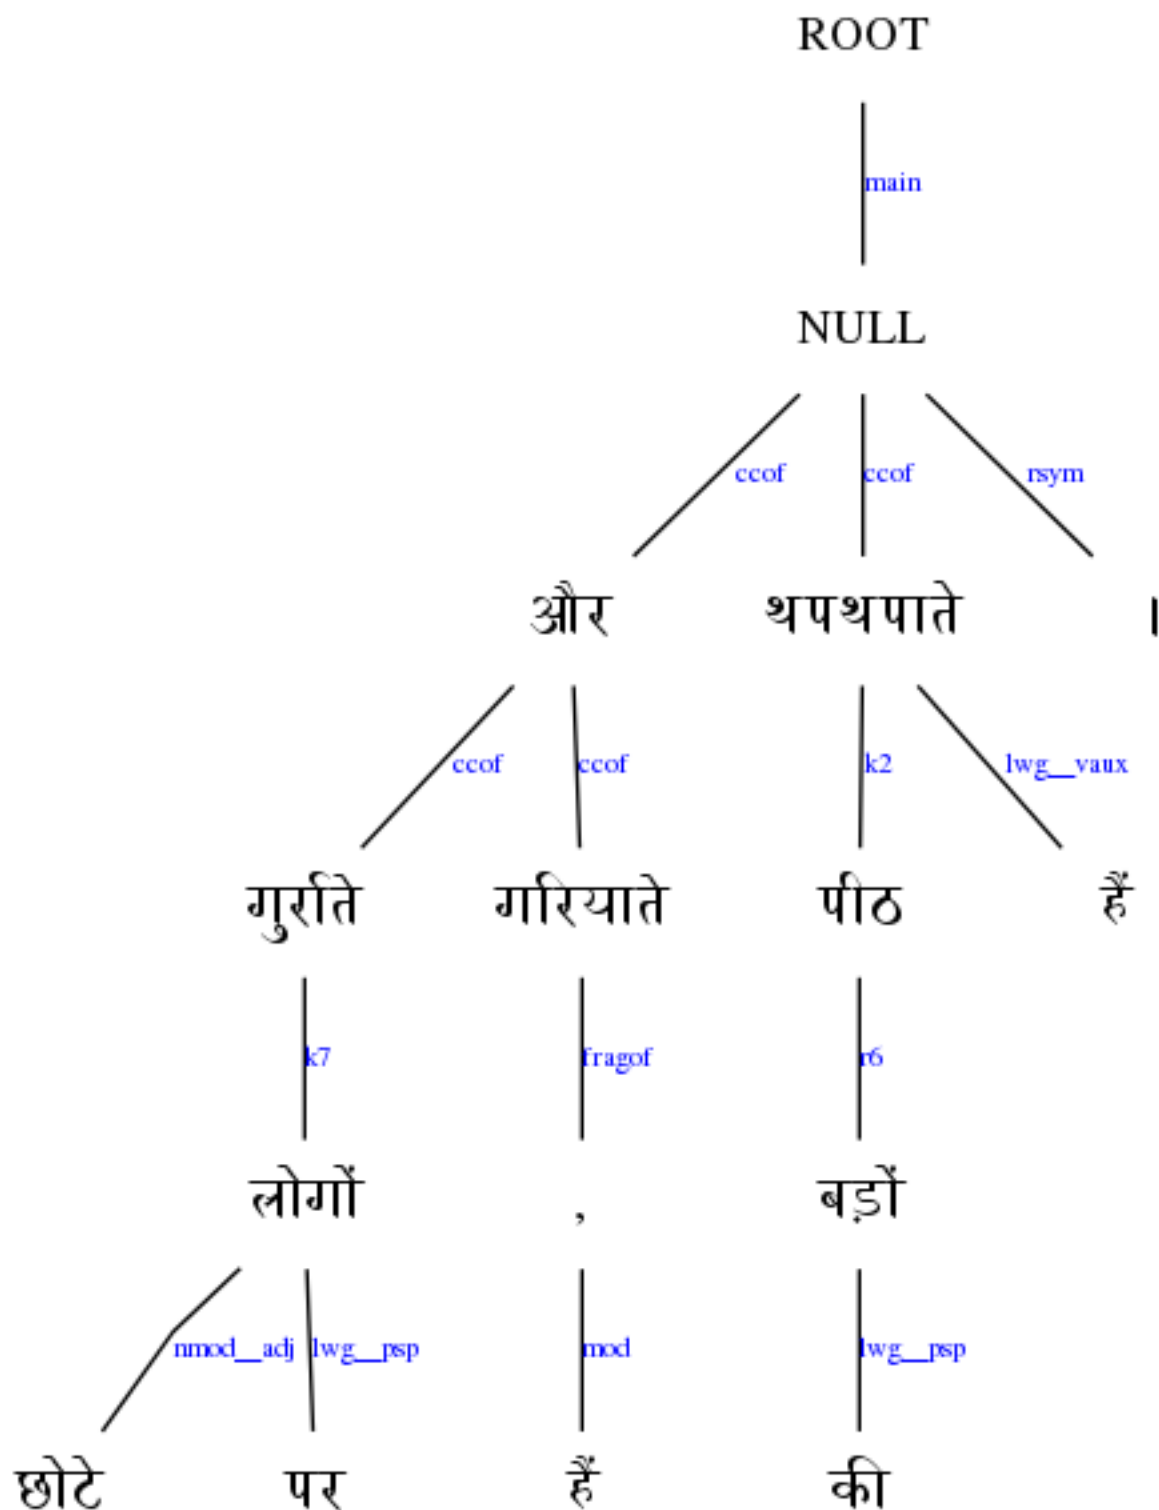 ROOT
main
NULL
ccof ccof rsym
और थपथपाते ।
ccof ccof k2 lwg__vaux
गुर्राते गरियाते पीठ हैं
k7 fragof r6
लोगों , बड़ों
nmod__adj lwg__psp mod lwg__psp
छोटे पर हैं की